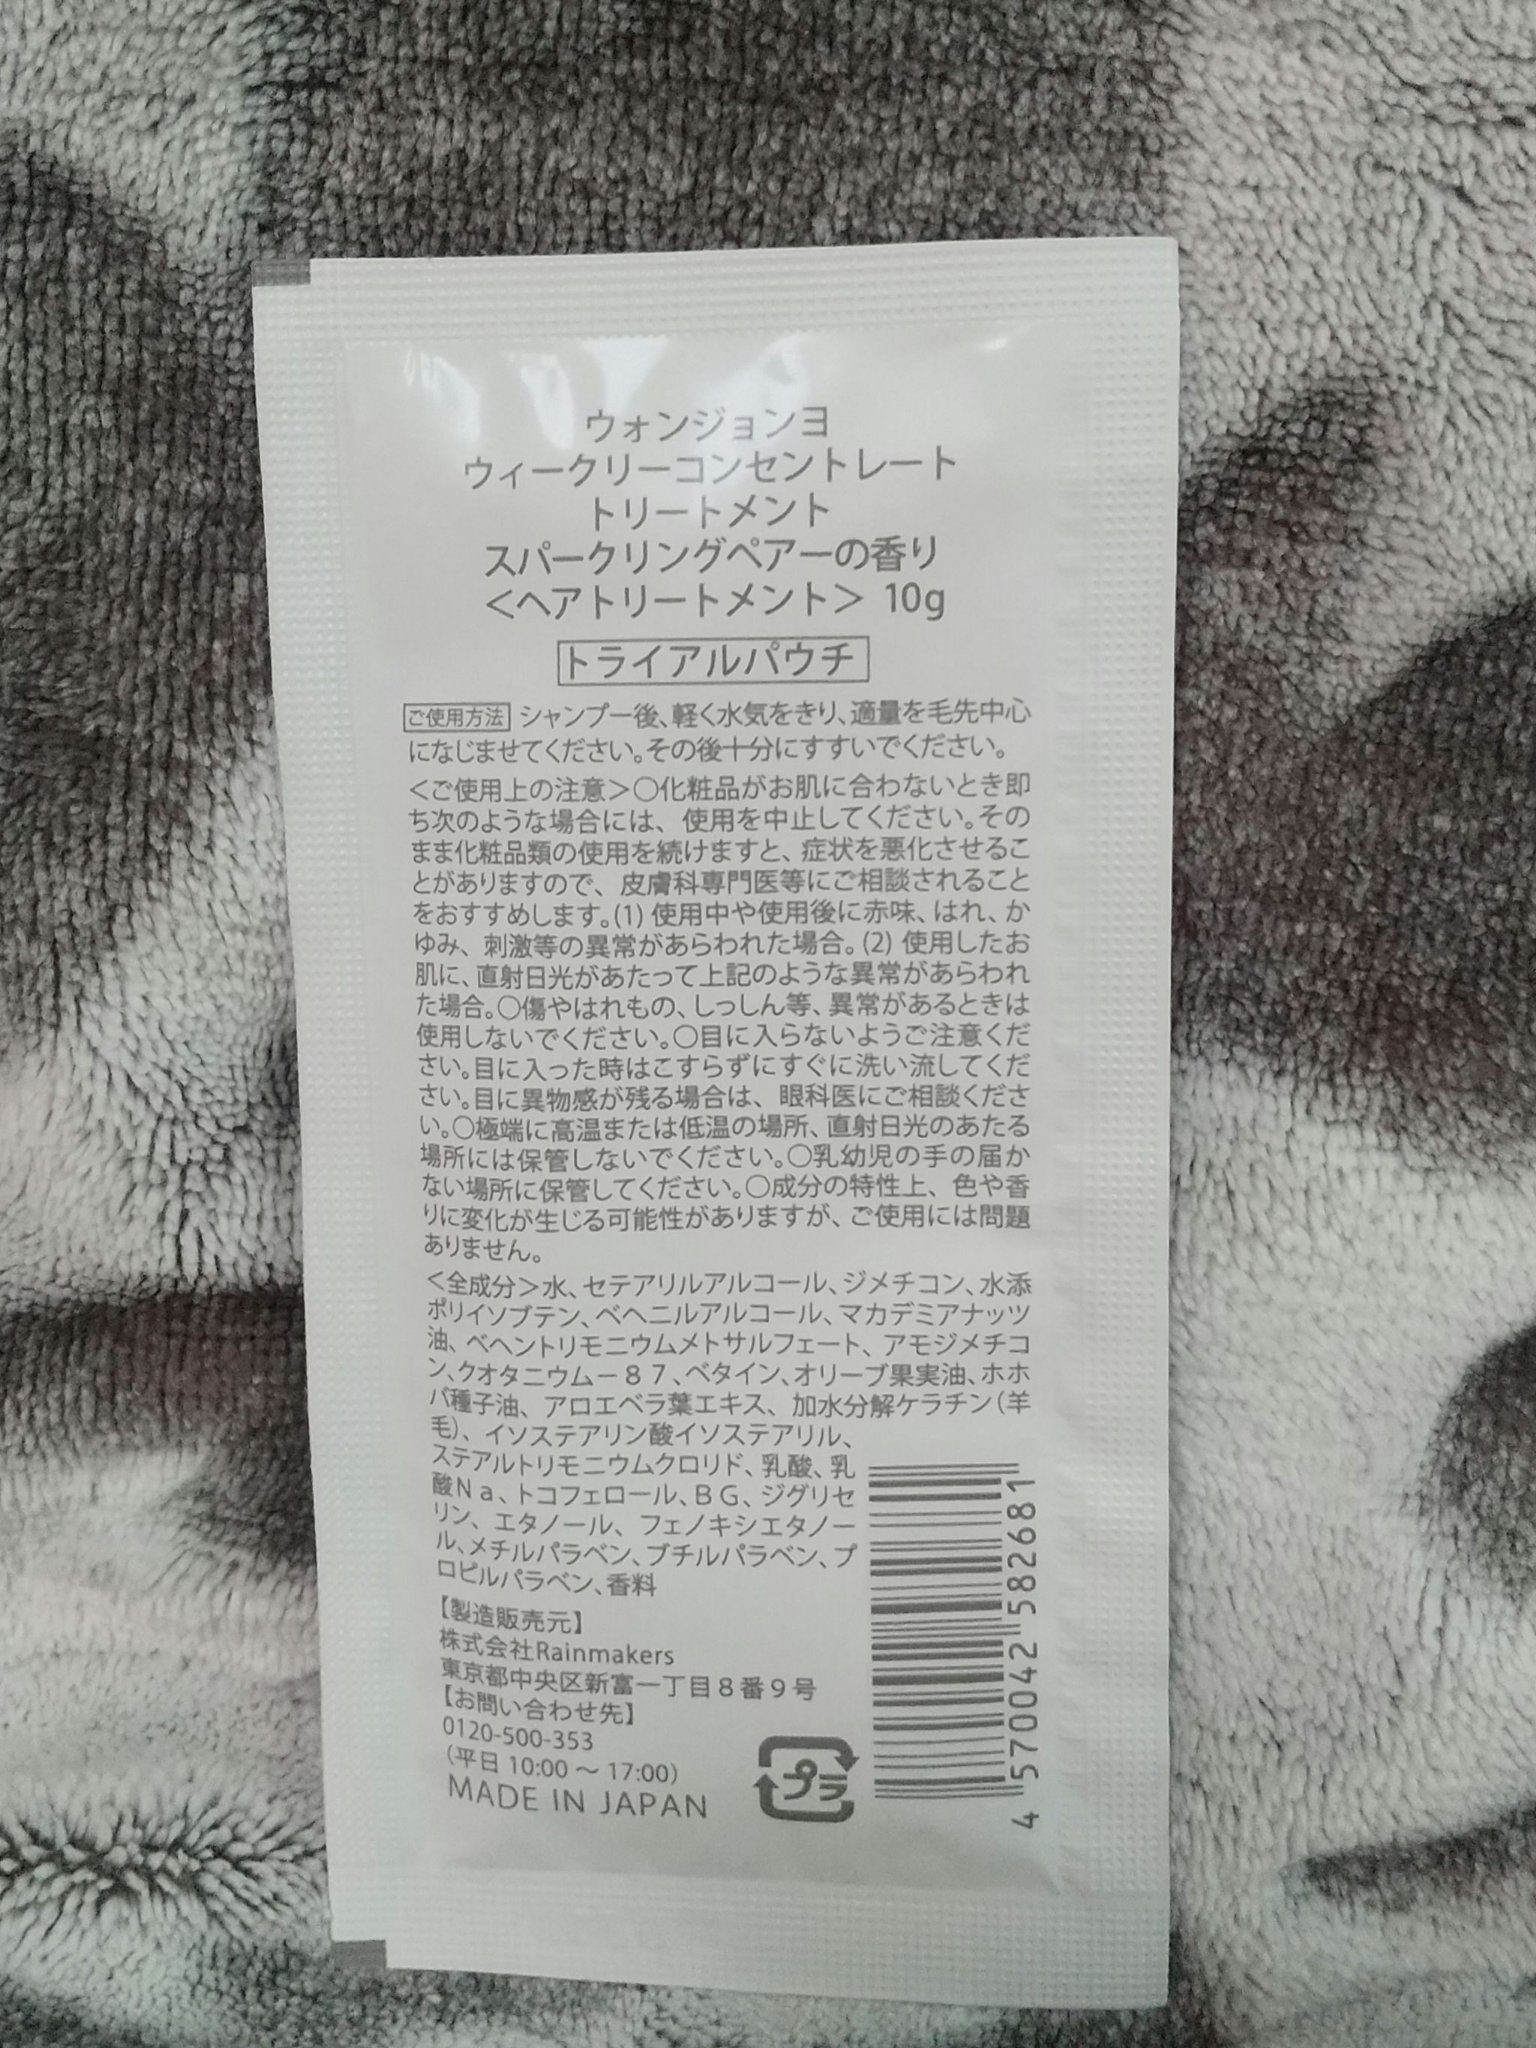 ウォンジョンヨ
ウィークリーコンセントレート
トリートメント
スパークリングペアーの香り
＜ヘアトリートメント＞ 10g
トライアルパウチ
ご使用方法 シャンプー後、軽く水気をきり、適量を毛先中心
になじませてください。その後十分にすすいでください。
＜ご使用上の注意＞○化粧品がお肌に合わないとき即
ち次のような場合には、使用を中止してください。その
まま化粧品類の使用を続けますと、症状を悪化させるこ
とがありますので、皮膚科専門医等にご相談されること
をおすすめします。(1) 使用中や使用後に赤味、はれ、か
ゆみ、刺激等の異常があらわれた場合。(2) 使用したお
肌に、直射日光があたって上記のような異常があらわれ
た場合。○傷やはれもの、しっしん等、異常があるときは
使用しないでください。○目に入らないようご注意くだ
さい。目に入った時はこすらずにすぐに洗い流してくだ
さい。目に異物感が残る場合は、眼科医にご相談くださ
い。○極端に高温または低温の場所、直射日光のあたる
場所には保管しないでください。○乳幼児の手の届か
ない場所に保管してください。○成分の特性上、色や香
りに変化が生じる可能性がありますが、ご使用には問題
ありません。
＜全成分＞水、セテアリルアルコール、ジメチコン、水添
ポリイソブテン、ベヘニルアルコール、マカデミアナッツ
油、ベヘントリモニウムメトサルフェート、アモジメチコ
ン、クオタニウム－８７、ベタイン、オリーブ果実油、ホホ
バ種子油、アロエベラ葉エキス、加水分解ケラチン（羊
毛）、イソステアリン酸イソステアリル、
ステアルトリモニウムクロリド、乳酸、乳
酸Ｎａ、トコフェロール、ＢＧ、ジグリセ
リン、エタノール、フェノキシエタノー
ル、メチルパラベン、ブチルパラベン、プ
ロピルパラベン、香料
【製造販売元】
株式会社Rainmakers
東京都中央区新富一丁目８番９号
【お問い合わせ先】
0120-500-353
（平日 10:00 ～ 17:00）
MADE IN JAPAN
プラ
4 570042 582681